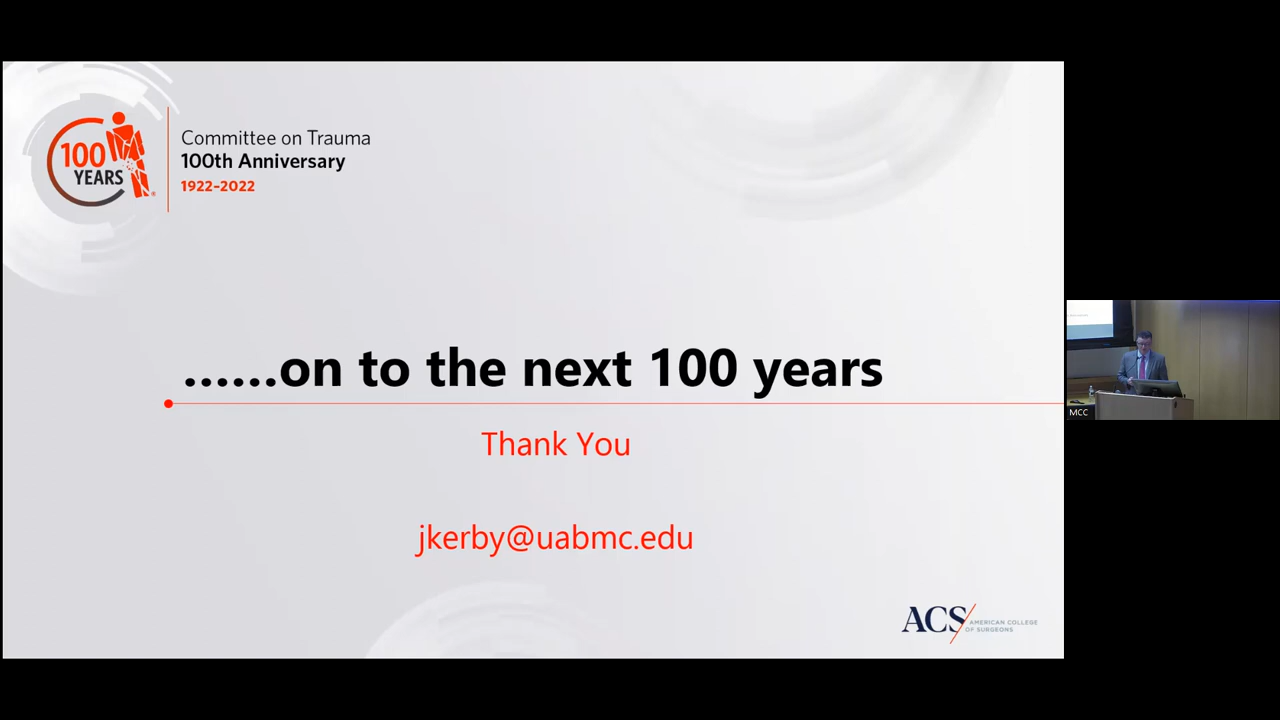 100
YEARS
Committee on Trauma
100th Anniversary
1922–2022
......on to the next 100 years
Thank You
jkerby@uabmc.edu
ACS
AMERICAN COLLEGE
OF SURGEONS
MCC